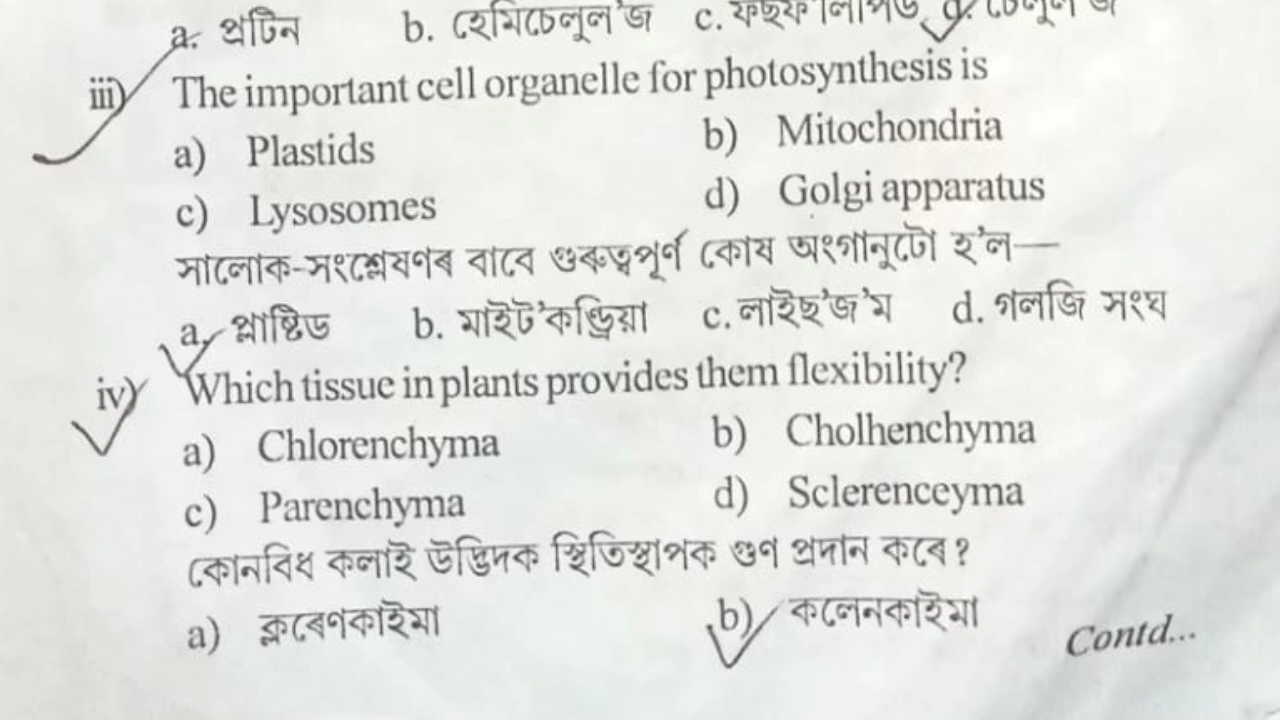 a. প্ৰটিন b. হেমিচেলুল'জ c. ফছফ'লিপিড d. চেলুল'জ
iii) The important cell organelle for photosynthesis is
a) Plastids b) Mitochondria
c) Lysosomes d) Golgi apparatus
সালোক-সংশ্লেষণৰ বাবে গুৰুত্বপূৰ্ণ কোষ অংগানুটো হ'ল—
a. প্লাষ্টিড b. মাইট'কণ্ড্ৰিয়া c. লাইছ'জ'ম d. গলজি সংঘ
iv) Which tissue in plants provides them flexibility?
a) Chlorenchyma b) Cholhenchyma
c) Parenchyma d) Sclerenceyma
কোনবিধ কলাই উদ্ভিদক স্থিতিস্থাপক গুণ প্ৰদান কৰে?
a) ক্লৰেণকাইমা b) কলেনকাইমা
Contd...